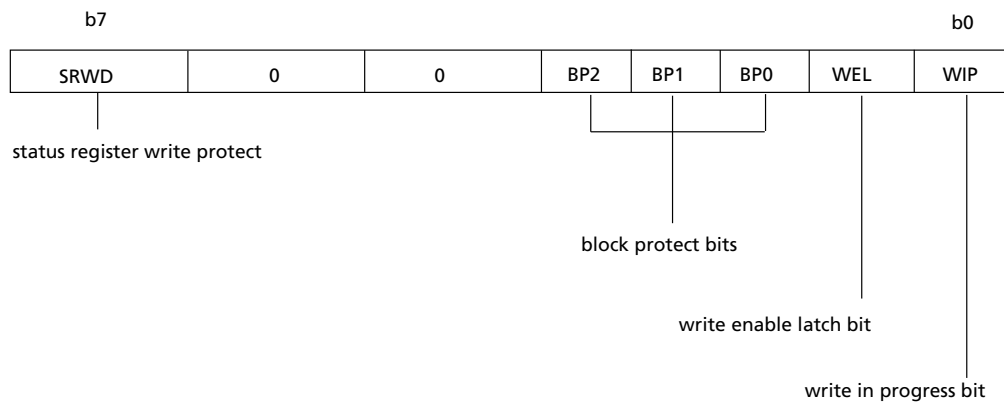 b7 b0
SRWD 0 0 BP2 BP1 BP0 WEL WIP
status register write protect
block protect bits
write enable latch bit
write in progress bit